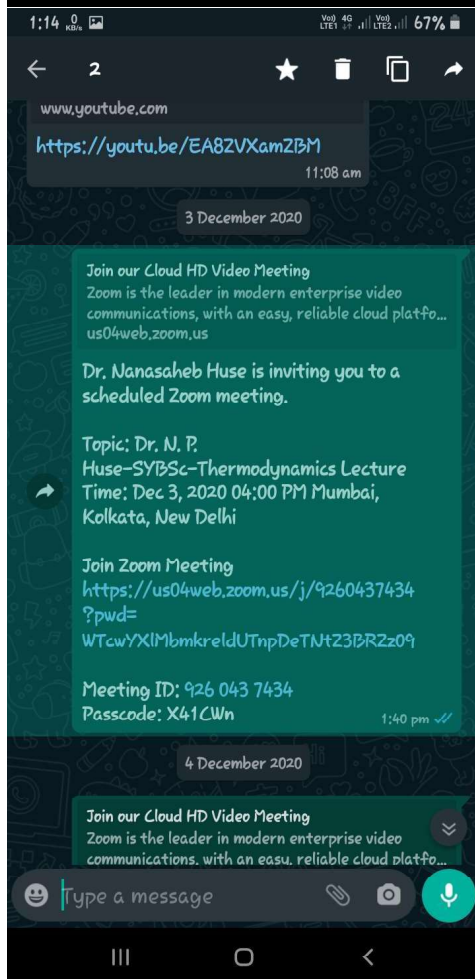 1:14 0 KB/s Vo)) LTE1 4G Vo)) LTE2 67%
2
www.youtube.com
https://youtu.be/EA8ZVXamZBM
11:08 am
3 December 2020
Join our Cloud HD Video Meeting
Zoom is the leader in modern enterprise video
communications, with an easy, reliable cloud platfo...
us04web.zoom.us
Dr. Nanasaheb Huse is inviting you to a
scheduled Zoom meeting.
Topic: Dr. N. P.
Huse-SYBSc-Thermodynamics Lecture
Time: Dec 3, 2020 04:00 PM Mumbai,
Kolkata, New Delhi
Join Zoom Meeting
https://us04web.zoom.us/j/9260437434
?pwd=
WTcwYXlMbmkreldUTnpDeTNtZ3BRZz09
Meeting ID: 926 043 7434
Passcode: X41CWn
1:40 pm
4 December 2020
Join our Cloud HD Video Meeting
Zoom is the leader in modern enterprise video
communications, with an easy, reliable cloud platfo...
Type a message